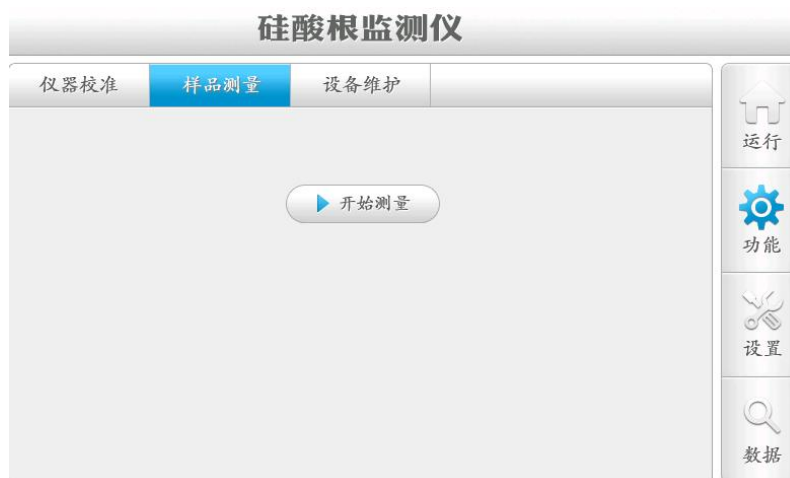 硅酸根监测仪
仪器校准 样品测量 设备维护
开始测量
运行
功能
设置
数据